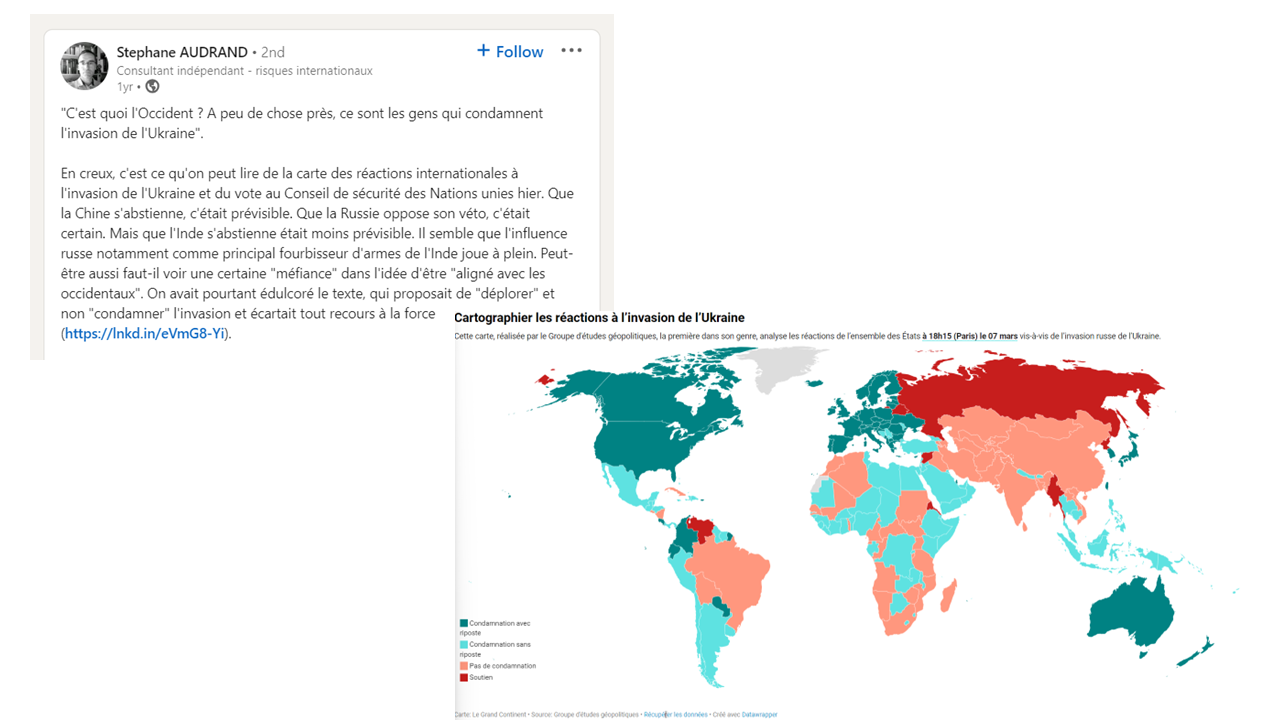 Stephane AUDRAND • 2nd
+ Follow •••
Consultant indépendant - risques internationaux
1yr •
"C'est quoi l'Occident ? A peu de chose près, ce sont les gens qui condamnent
l'invasion de l'Ukraine".
En creux, c'est ce qu'on peut lire de la carte des réactions internationales à
l'invasion de l'Ukraine et du vote au Conseil de sécurité des Nations unies hier. Que
la Chine s'abstienne, c'était prévisible. Que la Russie oppose son véto, c'était
certain. Mais que l'Inde s'abstienne était moins prévisible. Il semble que l'influence
russe notamment comme principal fourbisseur d'armes de l'Inde joue à plein. Peut-
être aussi faut-il voir une certaine "méfiance" dans l'idée d'être "aligné avec les
occidentaux". On avait pourtant édulcoré le texte, qui proposait de "déplorer" et
non "condamner" l'invasion et écartait tout recours à la force
(https://lnkd.in/eVmG8-Yi).
Cartographier les réactions à l'invasion de l'Ukraine
Cette carte, réalisée par le Groupe d'études géopolitiques, la première dans son genre, analyse les réactions de l'ensemble des États à 18h15 (Paris) le 07 mars vis-à-vis de l'invasion russe de l'Ukraine.
Condamnation avec
riposte
Condamnation sans
riposte
Pas de condamnation
Soutien
Carte: Le Grand Continent • Source: Groupe d'études géopolitiques • Récupérer les données • Créé avec Datawrapper